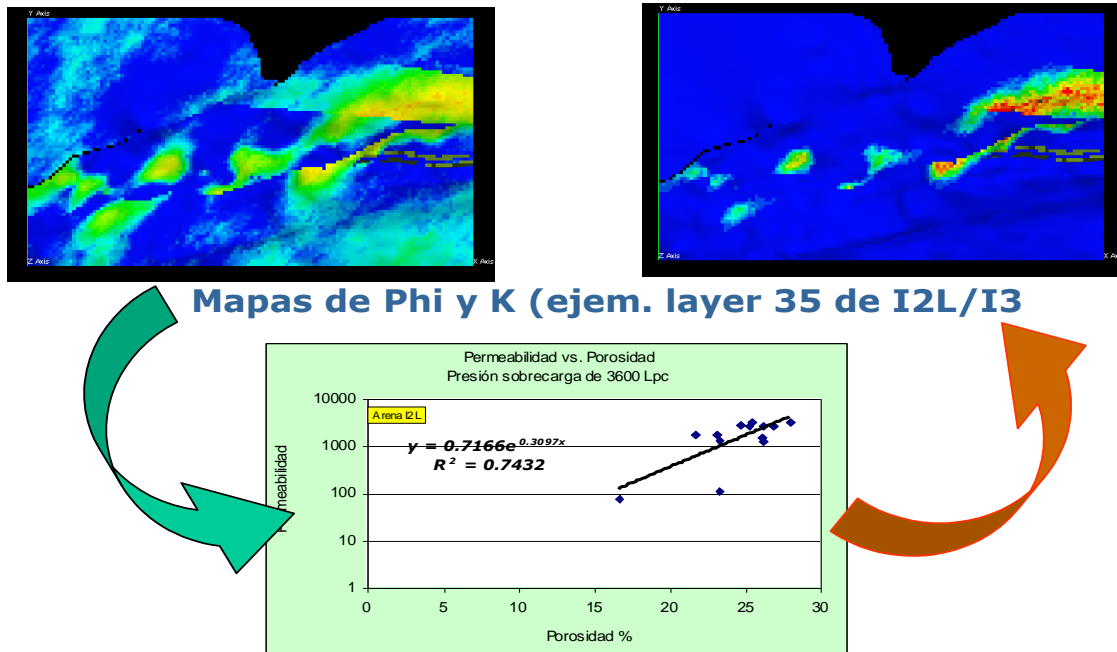 Y Axis
Y Axis
Z Axis
X Axis
Z Axis
X A
Mapas de Phi y K (ejem. layer 35 de I2L/I3
Permeabilidad vs. Porosidad
Presión sobrecarga de 3600 Lpc
Arena I2L
y = 0.7166e^0.3097x
R² = 0.7432
Permeabilidad
10000
1000
100
10
1
0 5 10 15 20 25 30
Porosidad %